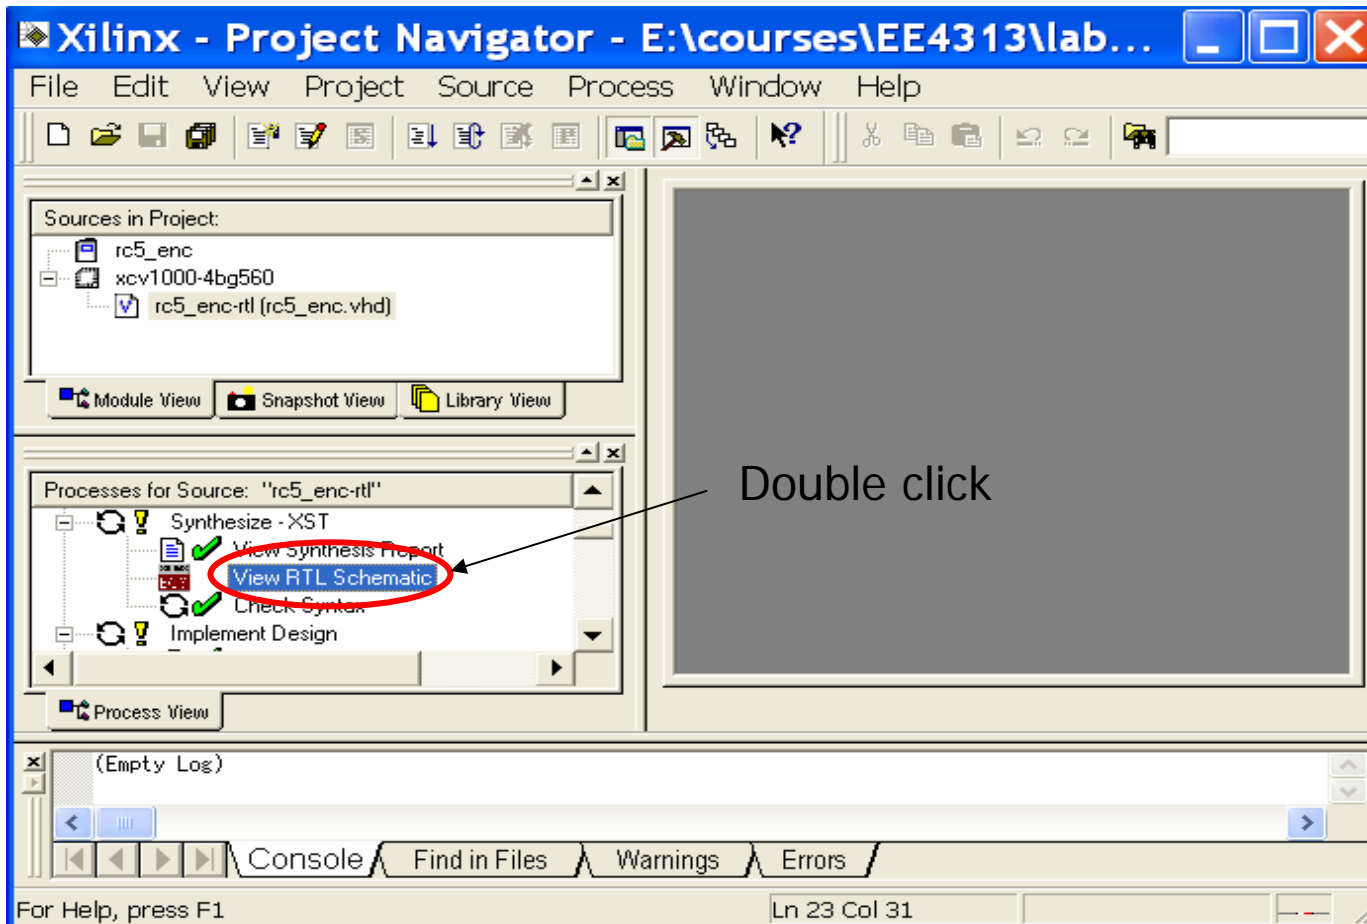 Xilinx - Project Navigator - E:\courses\EE4313\lab...
File Edit View Project Source Process Window Help
Sources in Project:
rc5_enc
xcv1000-4bg560
rc5_enc-rtl (rc5_enc.vhd)
Module View Snapshot View Library View
Processes for Source: "rc5_enc-rtl"
Synthesize - XST
View Synthesis Report
View RTL Schematic
Check Syntax
Implement Design
Double click
Process View
(Empty Log)
Console Find in Files Warnings Errors
For Help, press F1 Ln 23 Col 31